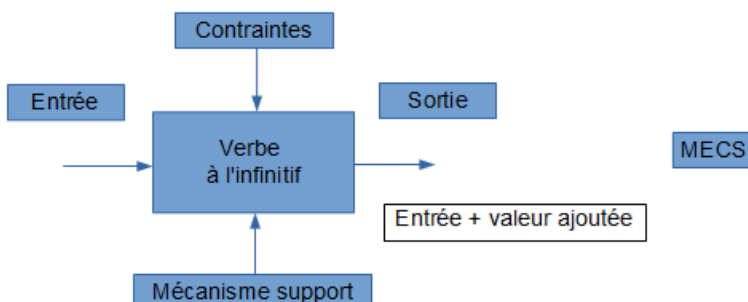 Contraintes
Entrée
Sortie
Verbe
à l'infinitif
MECS
Entrée + valeur ajoutée
Mécanisme support